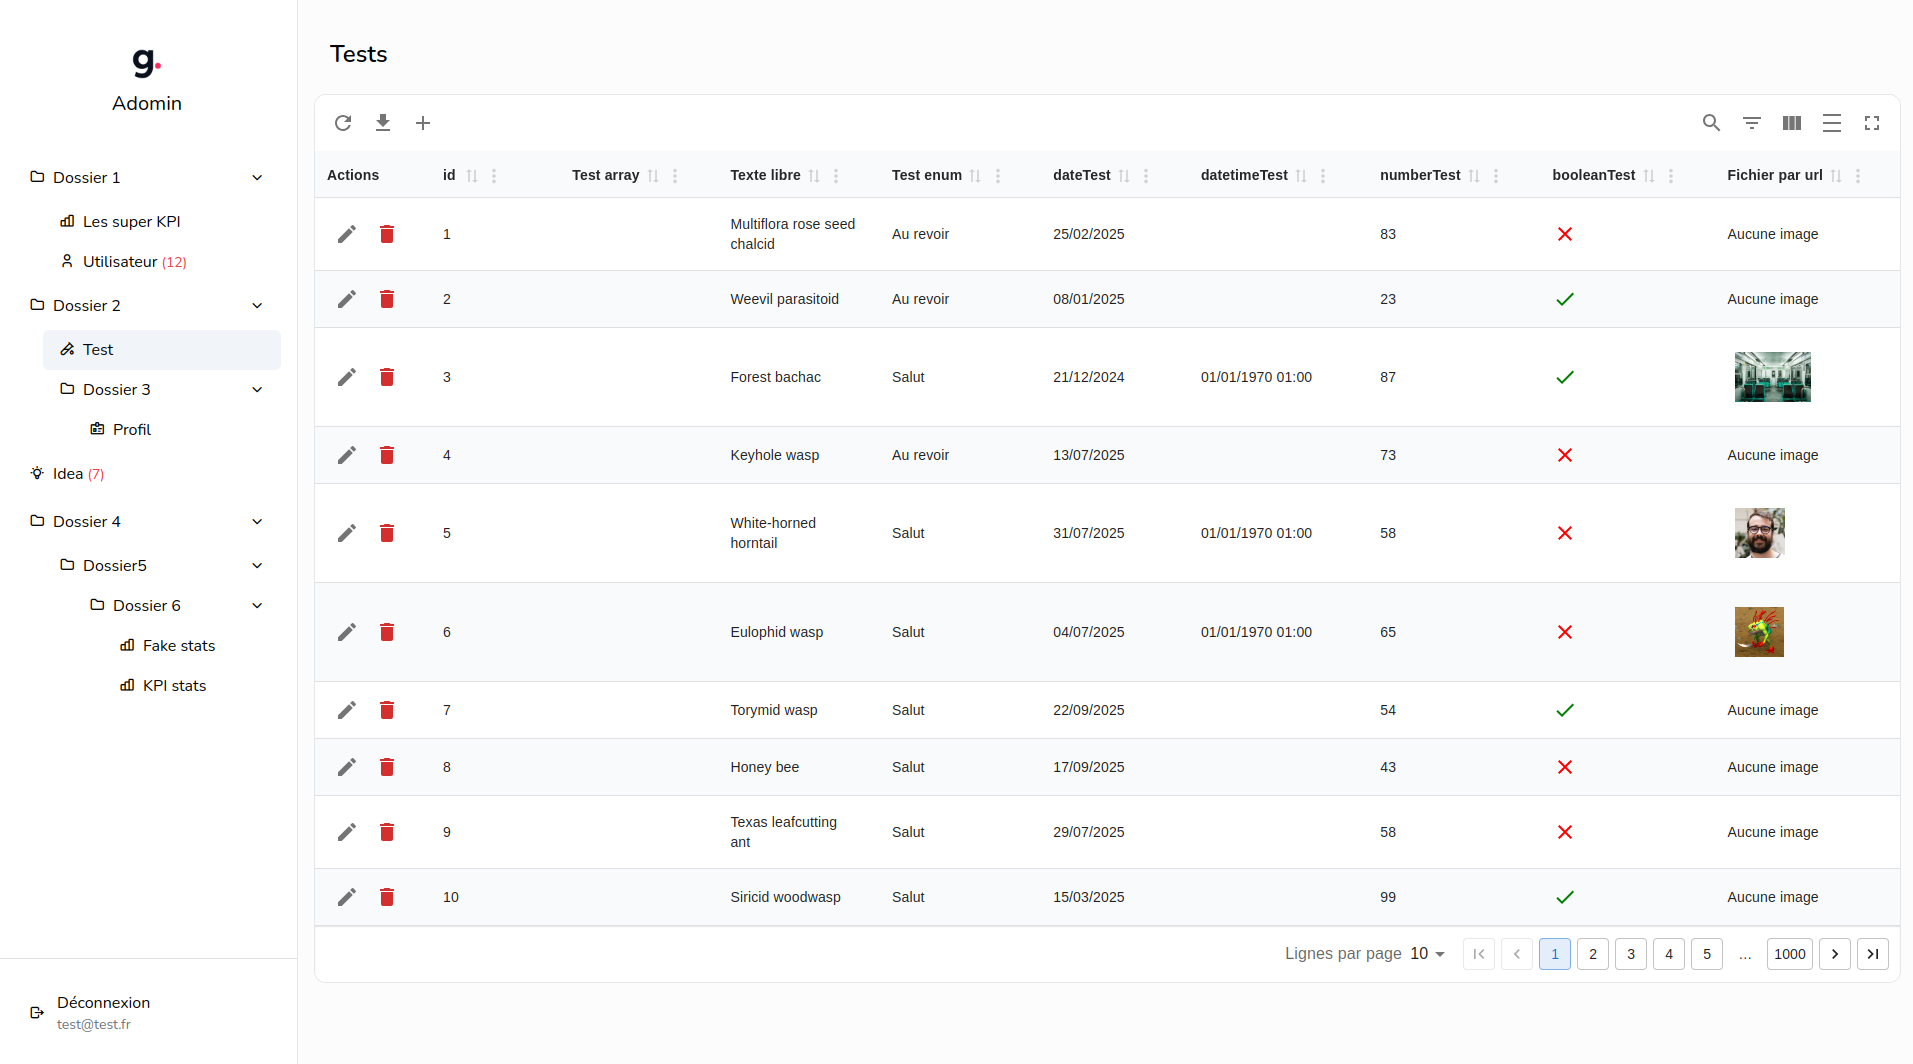 g.
Adomin
Dossier 1
Les super KPI
Utilisateur (12)
Dossier 2
Test
Dossier 3
Profil
Idea (7)
Dossier 4
Dossier5
Dossier 6
Fake stats
KPI stats
Déconnexion
test@test.fr
Tests
Actions id Test array Texte libre Test enum dateTest datetimeTest numberTest booleanTest Fichier par url
1 Multiflora rose seed chalcid Au revoir 25/02/2025 83 Aucune image
2 Weevil parasitoid Au revoir 08/01/2025 23 Aucune image
3 Forest bachac Salut 21/12/2024 01/01/1970 01:00 87
4 Keyhole wasp Au revoir 13/07/2025 73 Aucune image
5 White-horned horntail Salut 31/07/2025 01/01/1970 01:00 58
6 Eulophid wasp Salut 04/07/2025 01/01/1970 01:00 65
7 Torymid wasp Salut 22/09/2025 54 Aucune image
8 Honey bee Salut 17/09/2025 43 Aucune image
9 Texas leafcutting ant Salut 29/07/2025 58 Aucune image
10 Siricid woodwasp Salut 15/03/2025 99 Aucune image
Lignes par page 10 1 2 3 4 5 ... 1000